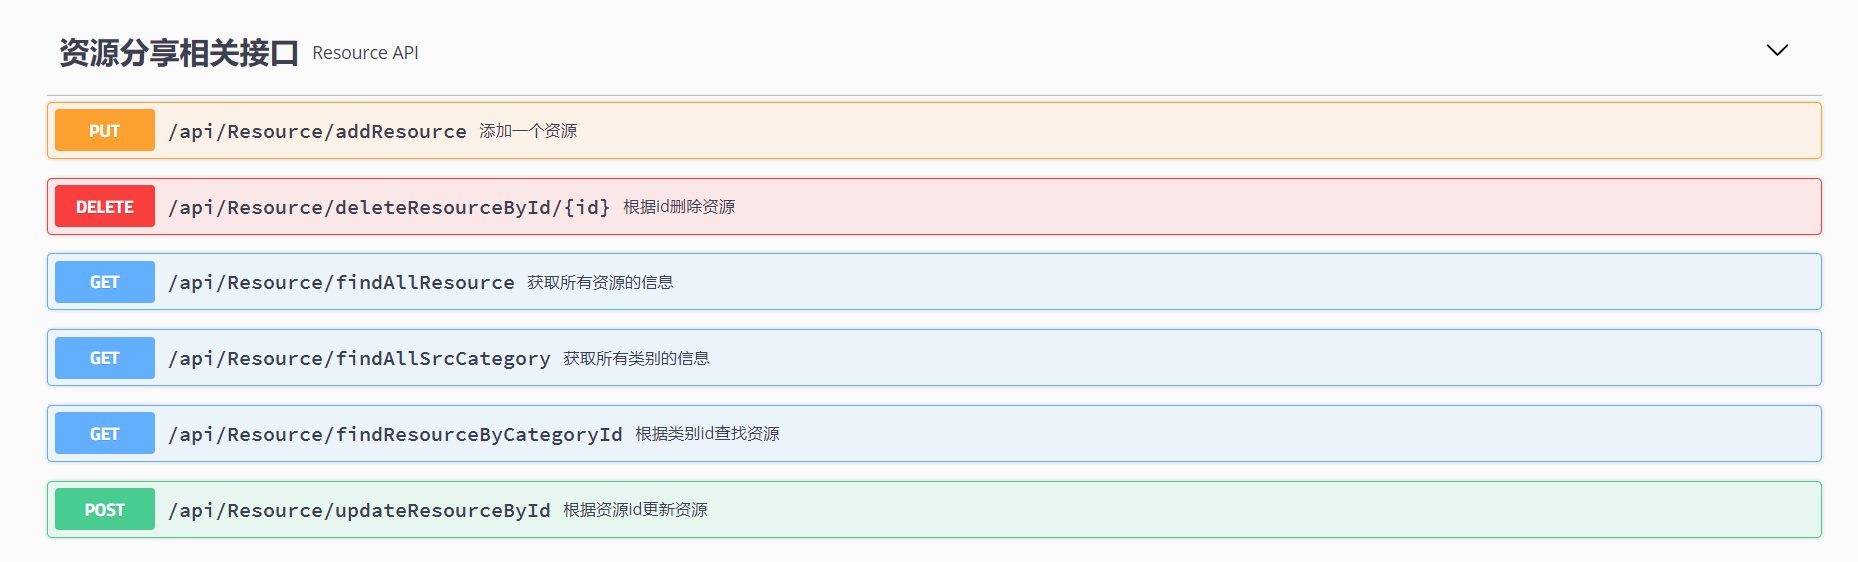 资源分享相关接口 Resource API
PUT /api/Resource/addResource 添加一个资源
DELETE /api/Resource/deleteResourceById/{id} 根据id删除资源
GET /api/Resource/findAllResource 获取所有资源的信息
GET /api/Resource/findAllSrcCategory 获取所有类别的信息
GET /api/Resource/findResourceByCategoryId 根据类别id查找资源
POST /api/Resource/updateResourceById 根据资源id更新资源